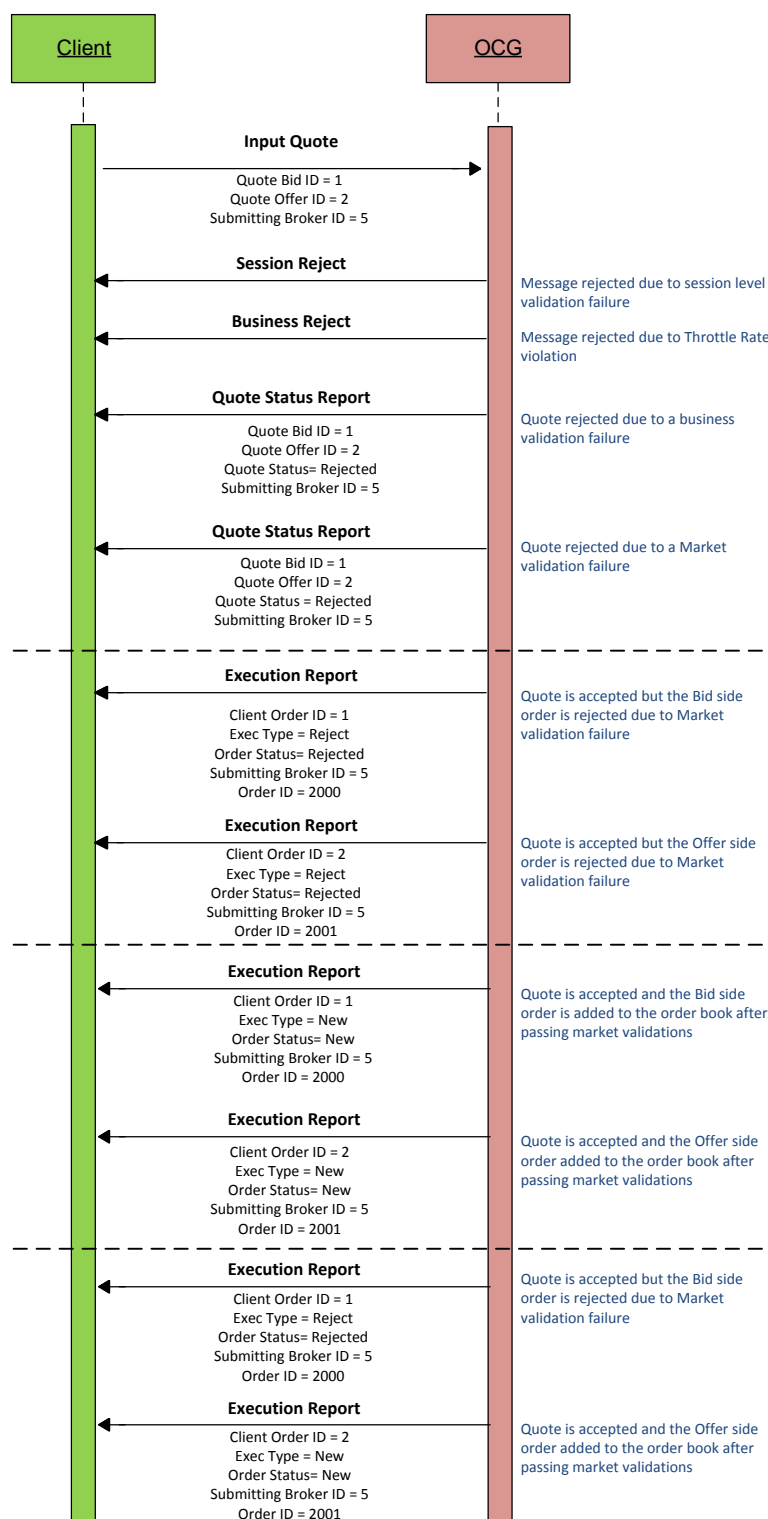 Client
OCG
Input Quote
Quote Bid ID = 1
Quote Offer ID = 2
Submitting Broker ID = 5
Session Reject
Message rejected due to session level
validation failure
Business Reject
Message rejected due to Throttle Rate
violation
Quote Status Report
Quote rejected due to a business
validation failure
Quote Bid ID = 1
Quote Offer ID = 2
Quote Status= Rejected
Submitting Broker ID = 5
Quote Status Report
Quote rejected due to a Market
validation failure
Quote Bid ID = 1
Quote Offer ID = 2
Quote Status = Rejected
Submitting Broker ID = 5
Execution Report
Quote is accepted but the Bid side
order is rejected due to Market
validation failure
Client Order ID = 1
Exec Type = Reject
Order Status= Rejected
Submitting Broker ID = 5
Order ID = 2000
Execution Report
Quote is accepted but the Offer side
order is rejected due to Market
validation failure
Client Order ID = 2
Exec Type = Reject
Order Status= Rejected
Submitting Broker ID = 5
Order ID = 2001
Execution Report
Quote is accepted and the Bid side
order is added to the order book after
passing market validations
Client Order ID = 1
Exec Type = New
Order Status= New
Submitting Broker ID = 5
Order ID = 2000
Execution Report
Quote is accepted and the Offer side
order added to the order book after
passing market validations
Client Order ID = 2
Exec Type = New
Order Status= New
Submitting Broker ID = 5
Order ID = 2001
Execution Report
Quote is accepted but the Bid side
order is rejected due to Market
validation failure
Client Order ID = 1
Exec Type = Reject
Order Status= Rejected
Submitting Broker ID = 5
Order ID = 2000
Execution Report
Quote is accepted and the Offer side
order added to the order book after
passing market validations
Client Order ID = 2
Exec Type = New
Order Status= New
Submitting Broker ID = 5
Order ID = 2001